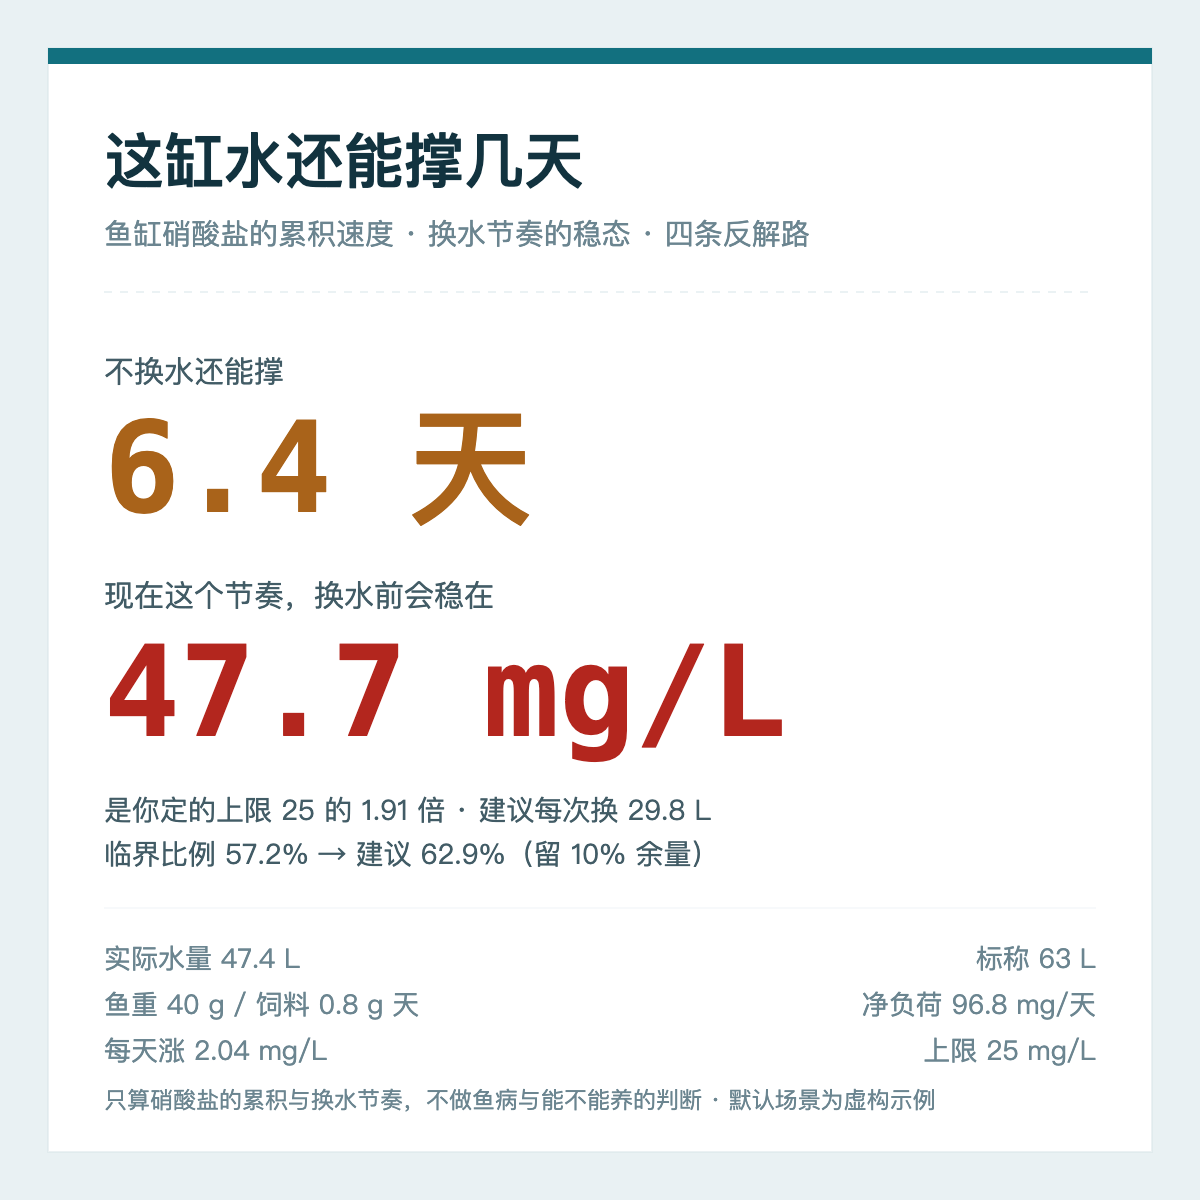 这缸水还能撑几天
鱼缸硝酸盐的累积速度 · 换水节奏的稳态 · 四条反解路
不换水还能撑
6.4 天
现在这个节奏，换水前会稳在
47.7 mg/L
是你定的上限 25 的 1.91 倍 · 建议每次换 29.8 L
临界比例 57.2% → 建议 62.9%（留 10% 余量）
实际水量 47.4 L
标称 63 L
鱼重 40 g / 饲料 0.8 g 天
净负荷 96.8 mg/天
每天涨 2.04 mg/L
上限 25 mg/L
只算硝酸盐的累积与换水节奏，不做鱼病与能不能养的判断 · 默认场景为虚构示例